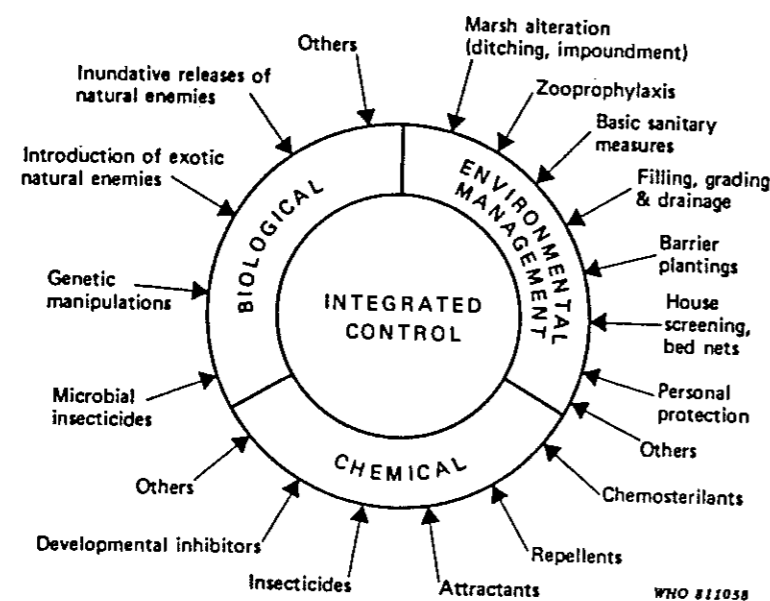 Others
Marsh alteration
(ditching, impoundment)
Inundative releases of
natural enemies
Zooprophylaxis
Basic sanitary
measures
Introduction of exotic
natural enemies
Filling, grading
& drainage
BIOLOGICAL
ENVIRONMENTAL
MANAGEMENT
Barrier
plantings
Genetic
manipulations
INTEGRATED
CONTROL
House
screening,
bed nets
Microbial
insecticides
Personal
protection
Others
CHEMICAL
Others
Chemosterilants
Developmental inhibitors
Repellents
Insecticides
Attractants
WHO 811058